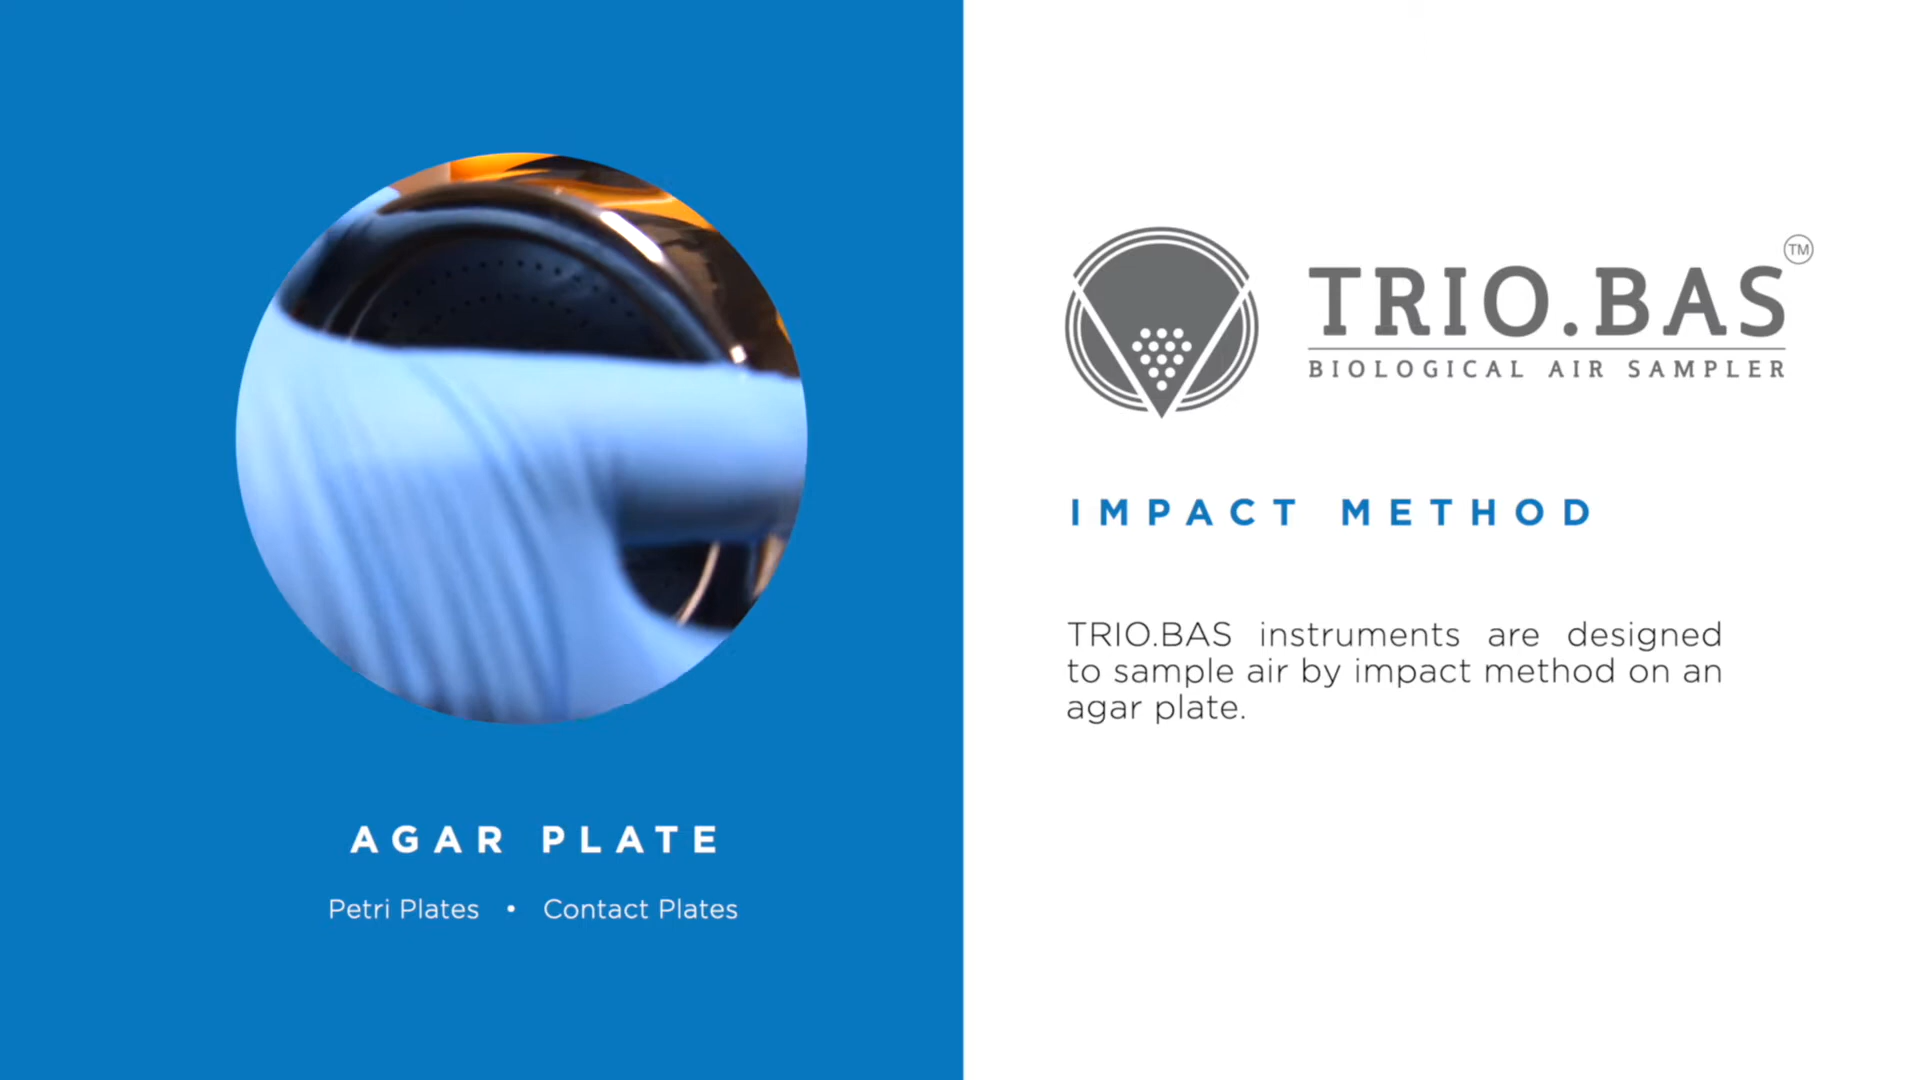 AGAR PLATE
Petri Plates • Contact Plates
TRIO.BAS™
BIOLOGICAL AIR SAMPLER
IMPACT METHOD
TRIO.BAS instruments are designed
to sample air by impact method on an
agar plate.